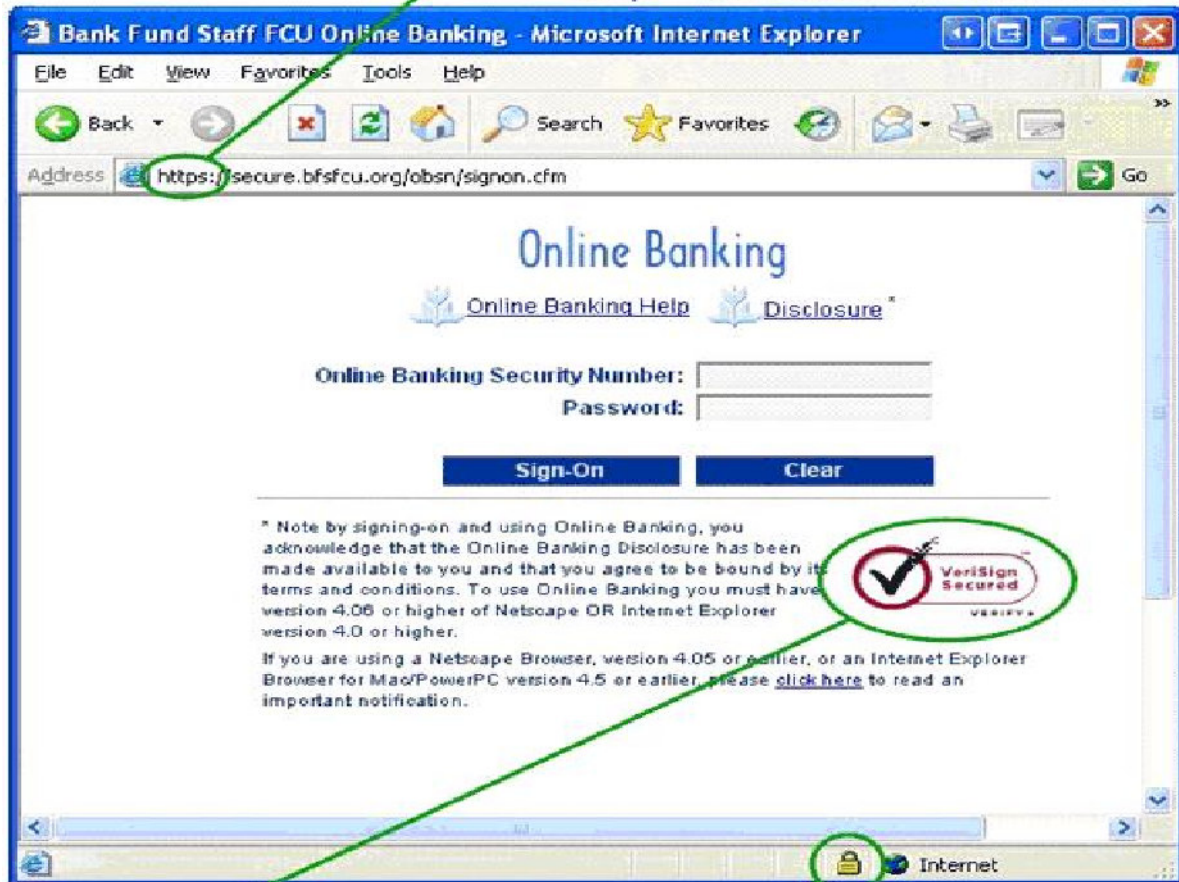 Bank Fund Staff FCU Online Banking - Microsoft Internet Explorer
File Edit View Favorites Tools Help
Back Search Favorites
Address https://secure.bfsfcu.org/obsn/signon.cfm Go
Online Banking
Online Banking Help Disclosure *
Online Banking Security Number:
Password:
Sign-On Clear
* Note by signing-on and using Online Banking, you
acknowledge that the Online Banking Disclosure has been
made available to you and that you agree to be bound by its
terms and conditions. To use Online Banking you must have
version 4.06 or higher of Netscape OR Internet Explorer
version 4.0 or higher.
VeriSign
Secured
VERIFY
If you are using a Netscape Browser, version 4.05 or earlier, or an Internet Explorer
Browser for Mac/PowerPC version 4.5 or earlier, please click here to read an
important notification.
Internet